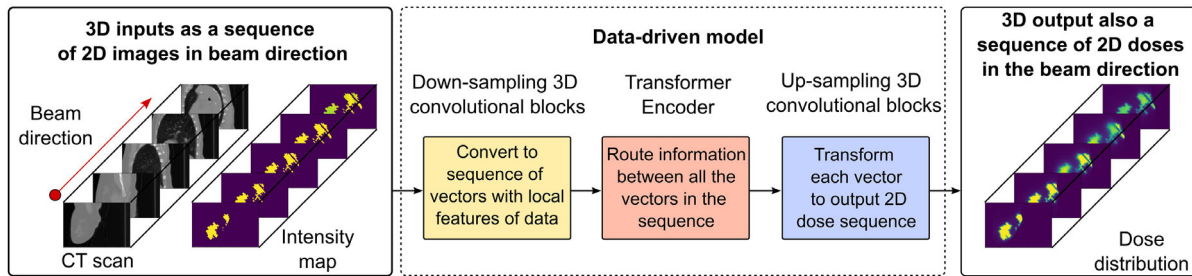 3D inputs as a sequence
of 2D images in beam direction
Beam
direction
CT scan
Intensity
map
Data-driven model
Down-sampling 3D
convolutional blocks
Convert to
sequence of
vectors with local
features of data
Transformer
Encoder
Route information
between all the
vectors in the
sequence
Up-sampling 3D
convolutional blocks
Transform
each vector
to output 2D
dose sequence
3D output also a
sequence of 2D doses
in the beam direction
Dose
distribution